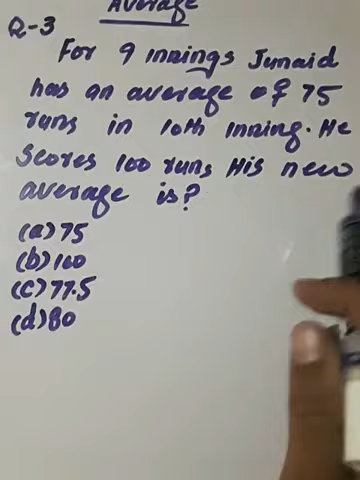 Average
Q-3
For 9 innings Junaid
has an average of 75
runs in 10th inning. He
scores 100 runs His new
average is?
(a) 75
(b) 100
(c) 77.5
(d) 80